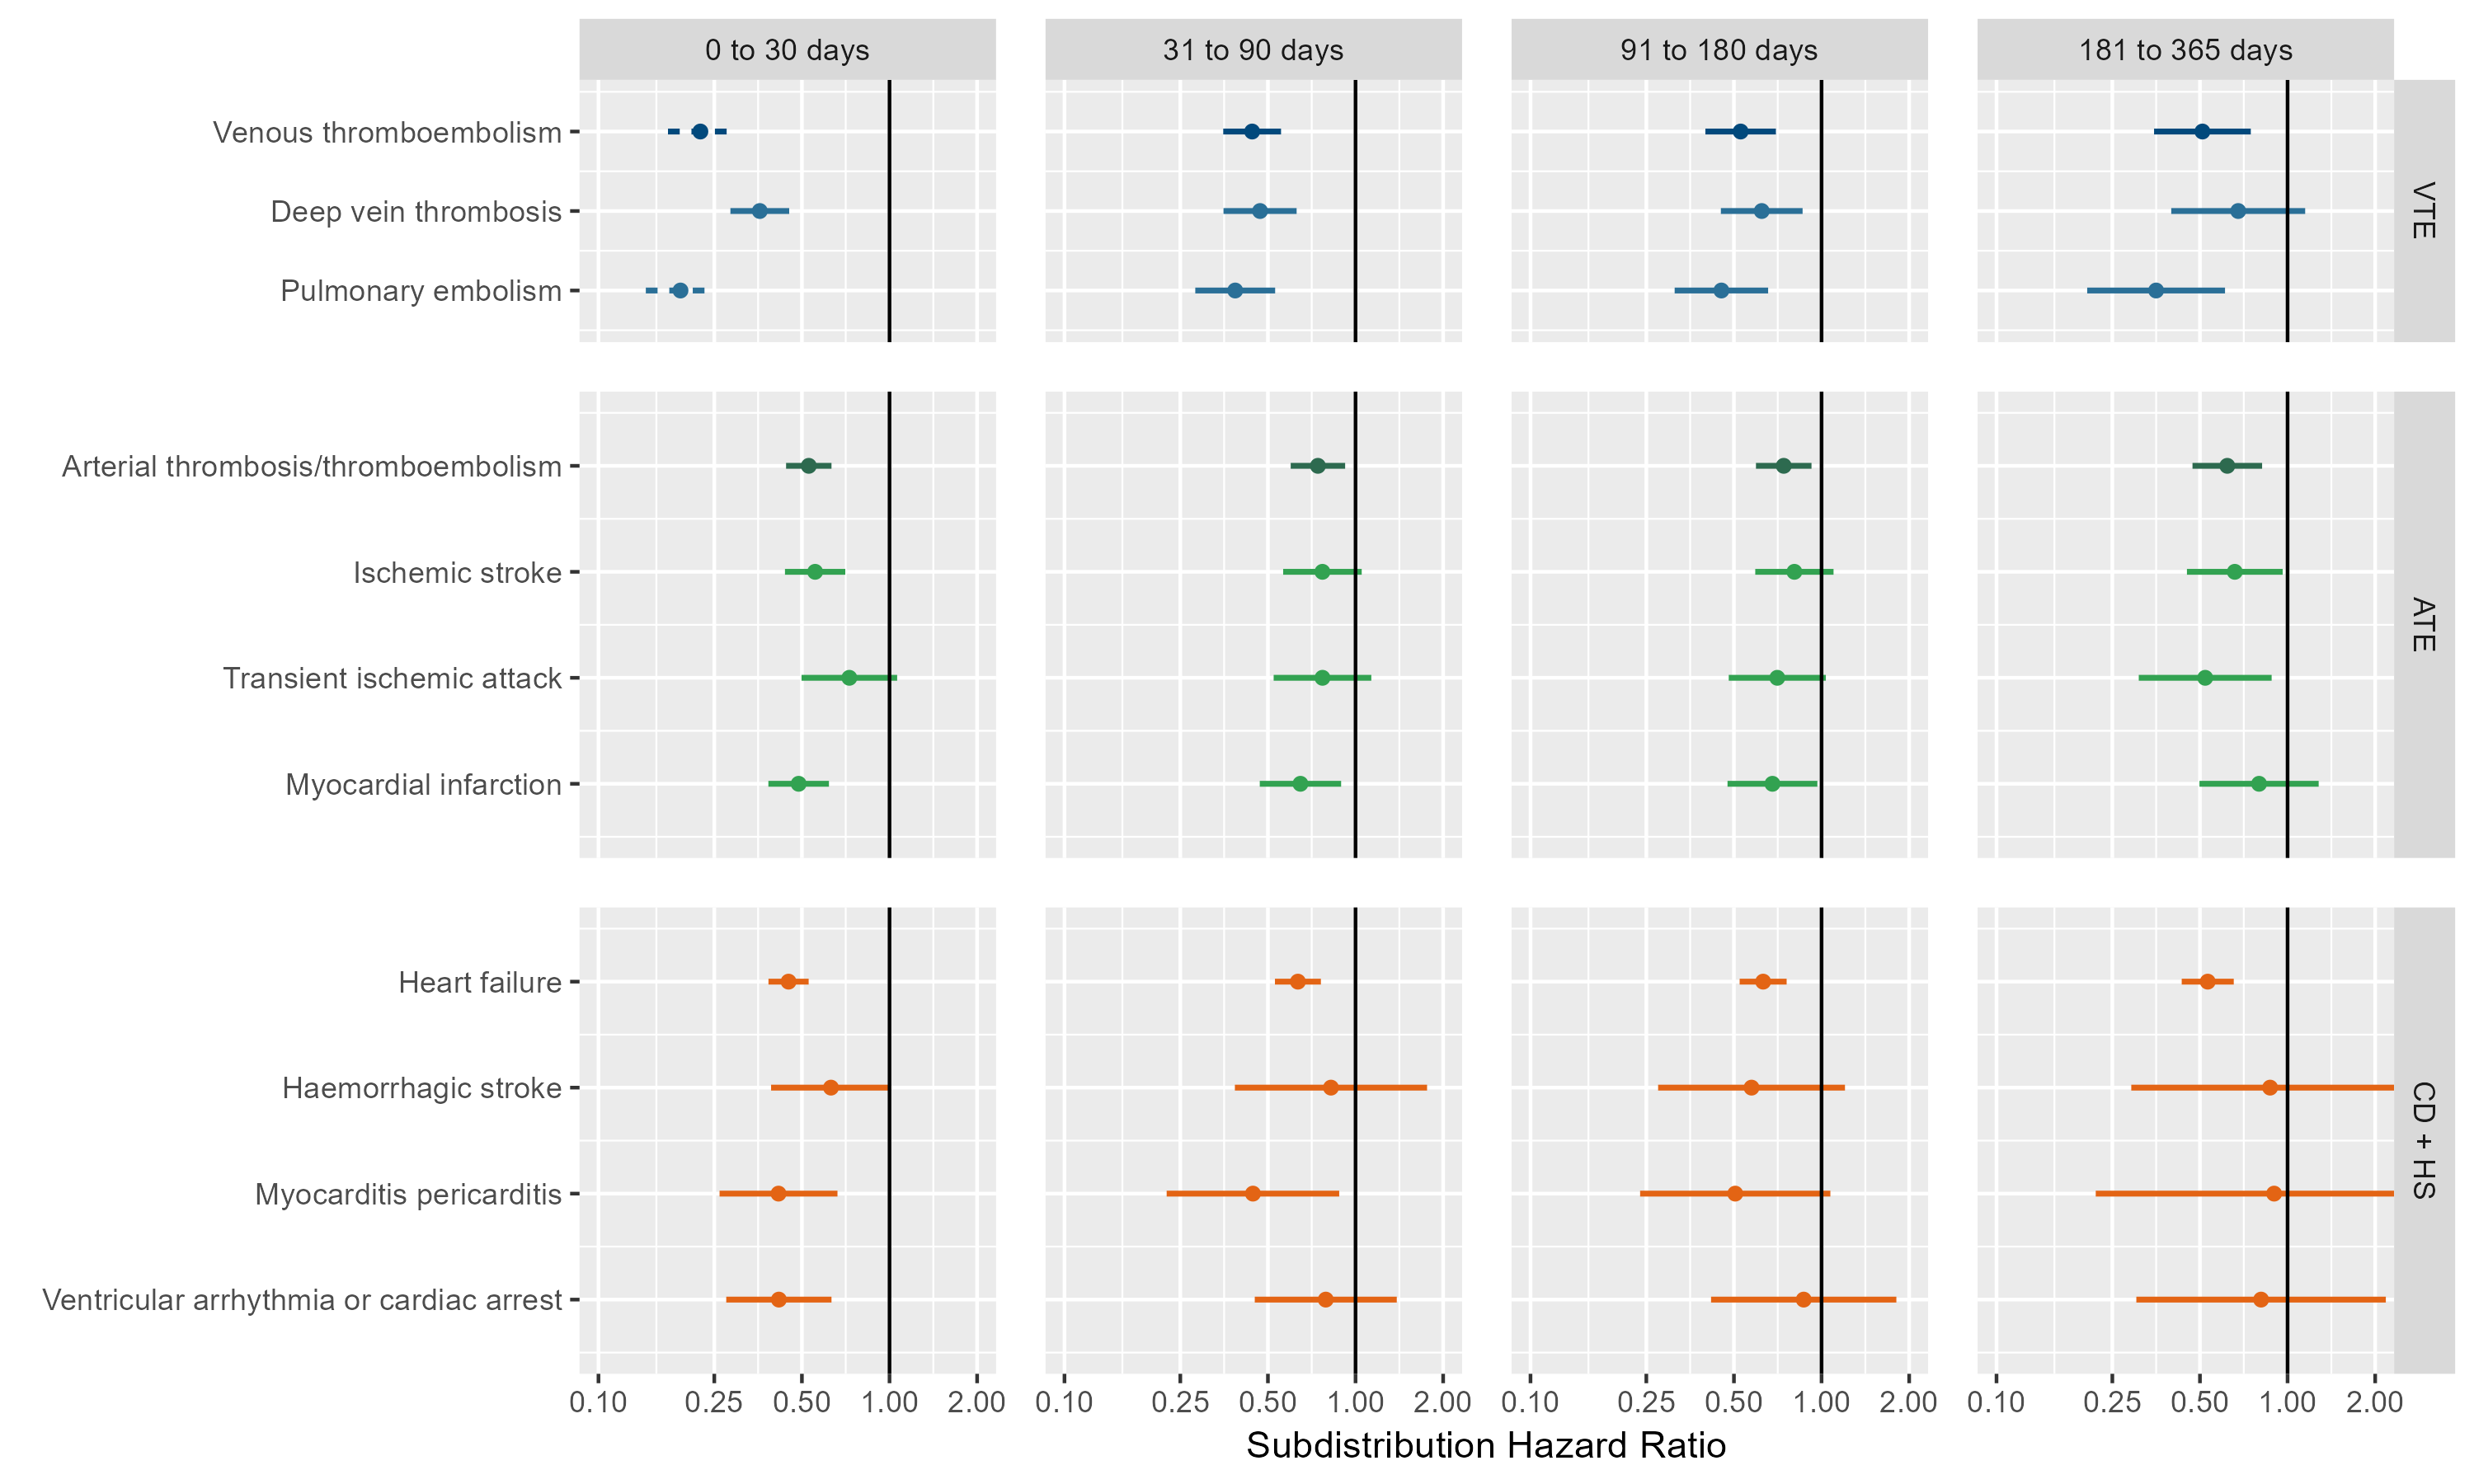 0 to 30 days
31 to 90 days
91 to 180 days
181 to 365 days
Venous thromboembolism
Deep vein thrombosis
Pulmonary embolism
VTE
Arterial thrombosis/thromboembolism
Ischemic stroke
Transient ischemic attack
Myocardial infarction
ATE
Heart failure
Haemorrhagic stroke
Myocarditis pericarditis
Ventricular arrhythmia or cardiac arrest
CD + HS
0.10 0.25 0.50 1.00 2.00
0.10 0.25 0.50 1.00 2.00
0.10 0.25 0.50 1.00 2.00
0.10 0.25 0.50 1.00 2.00
Subdistribution Hazard Ratio